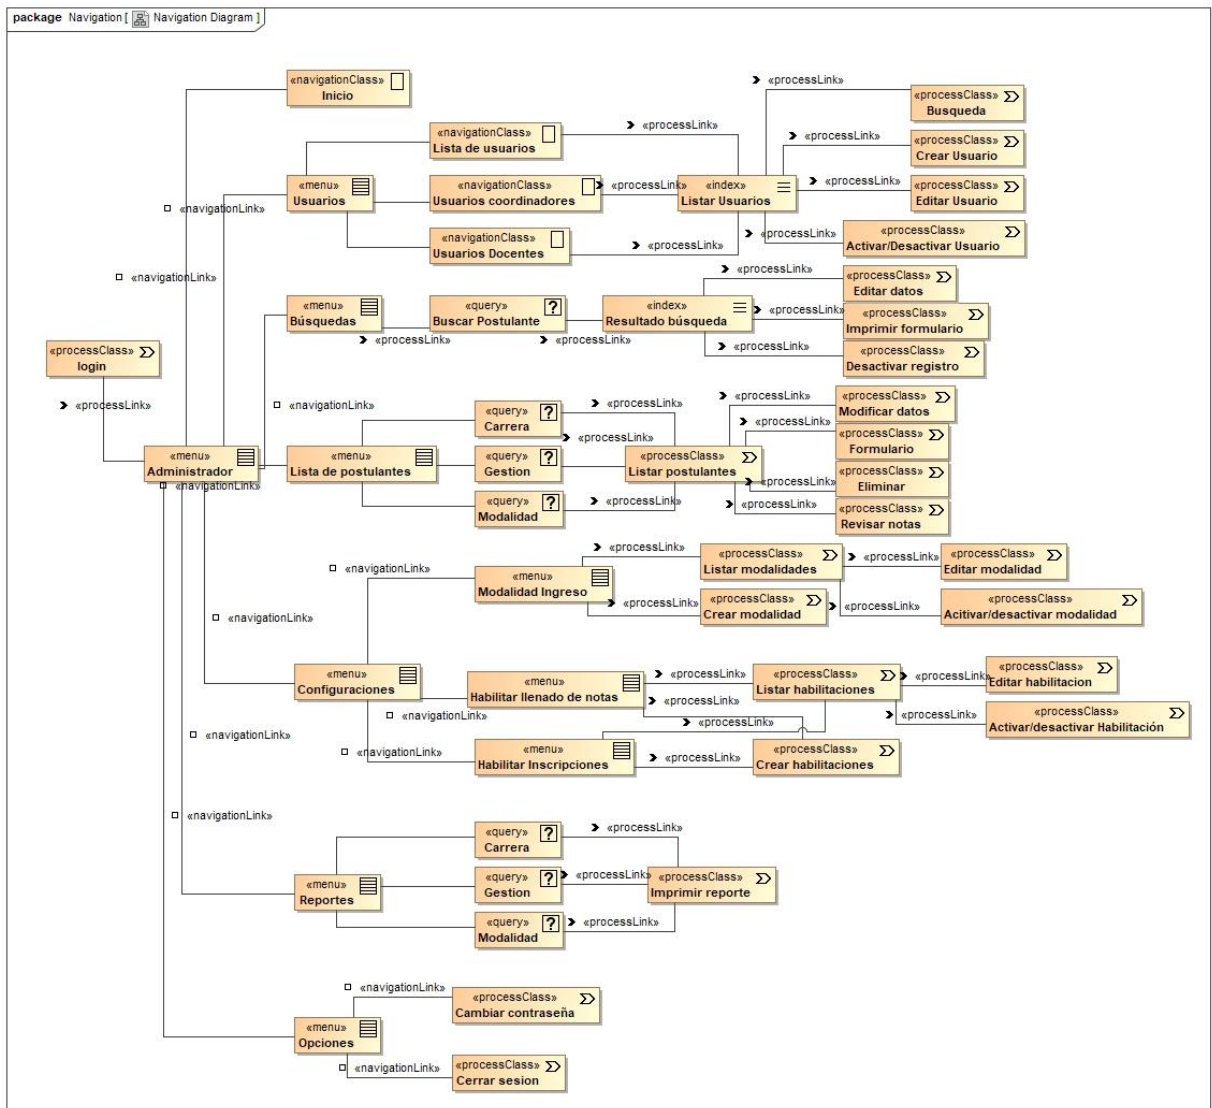 package Navigation [ Navigation Diagram ]
«navigationClass»
Inicio
«processLink»
«processClass»
Busqueda
«navigationClass»
Lista de usuarios
«processLink»
«processLink»
«processClass»
Crear Usuario
«menu»
Usuarios
«navigationClass»
Usuarios coordinadores
«processLink»
«index»
Listar Usuarios
«processLink»
«processClass»
Editar Usuario
«navigationLink»
«navigationClass»
Usuarios Docentes
«processLink»
«processLink»
«processClass»
Activar/Desactivar Usuario
«navigationLink»
«processLink»
«processClass»
Editar datos
«menu»
Búsquedas
«processLink»
«query»
Buscar Postulante
«processLink»
«index»
Resultado búsqueda
«processLink»
«processClass»
Imprimir formulario
«processLink»
«processClass»
Desactivar registro
«processClass»
login
«processLink»
«navigationLink»
«query»
Carrera
«processLink»
«processLink»
«processClass»
Modificar datos
«menu»
Administrador
«menu»
Lista de postulantes
«query»
Gestion
«processLink»
«processClass»
Listar postulantes
«processLink»
«processClass»
Formulario
«navigationLink»
«query»
Modalidad
«processLink»
«processLink»
«processClass»
Eliminar
«processLink»
«processClass»
Revisar notas
«navigationLink»
«menu»
Modalidad Ingreso
«processLink»
«processClass»
Listar modalidades
«processLink»
«processClass»
Editar modalidad
«processLink»
«processClass»
Crear modalidad
«processLink»
«processClass»
Acitivar/desactivar modalidad
«navigationLink»
«menu»
Configuraciones
«menu»
Habilitar llenado de notas
«processLink»
«processLink»
«processClass»
Listar habilitaciones
«processLink»
«processClass»
Editar habilitacion
«navigationLink»
«processLink»
«processLink»
«processClass»
Activar/desactivar Habilitación
«navigationLink»
«navigationLink»
«menu»
Habilitar Inscripciones
«processLink»
«processClass»
Crear habilitaciones
«navigationLink»
«query»
Carrera
«processLink»
«menu»
Reportes
«query»
Gestion
«processLink»
«processClass»
Imprimir reporte
«query»
Modalidad
«processLink»
«navigationLink»
«processClass»
Cambiar contraseña
«menu»
Opciones
«navigationLink»
«processClass»
Cerrar sesion